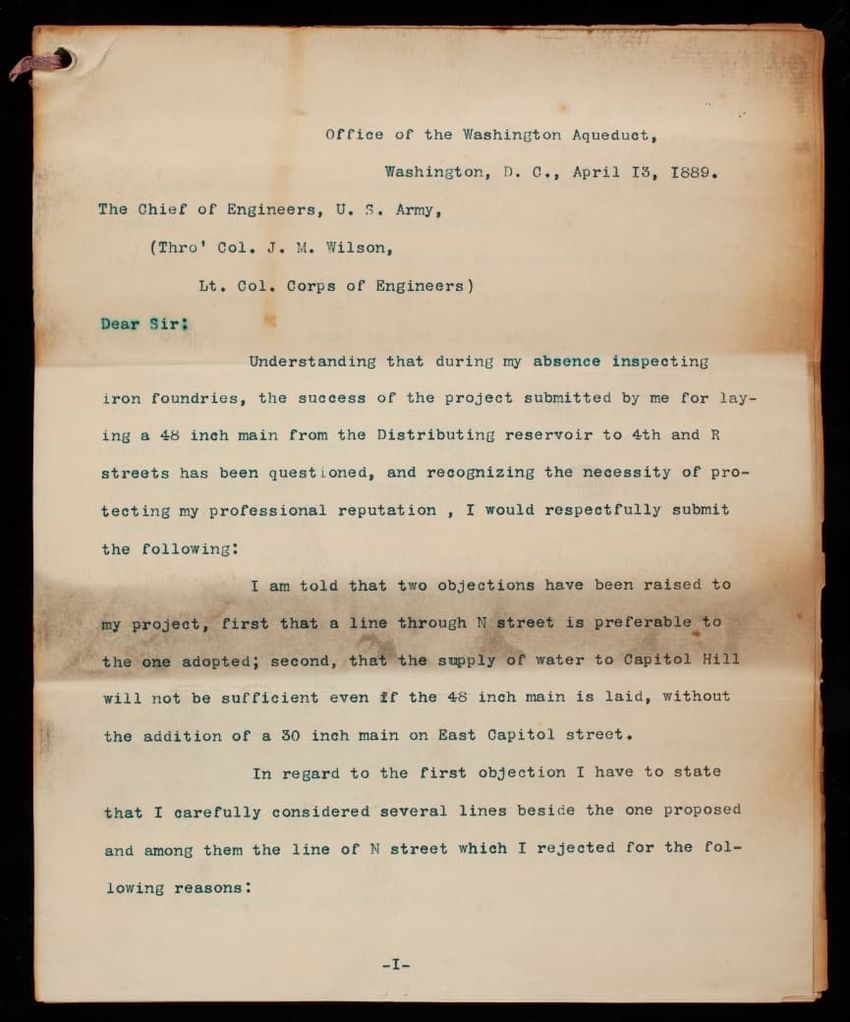 Office of the Washington Aqueduct,
Washington, D. C., April I3, I889.
The Chief of Engineers, U. S. Army,
(Thro' Col. J. M. Wilson,
Lt. Col. Corps of Engineers)
Dear Sir:
Understanding that during my absence inspecting
iron foundries, the success of the project submitted by me for lay-
ing a 48 inch main from the Distributing reservoir to 4th and R
streets has been questioned, and recognizing the necessity of pro-
tecting my professional reputation , I would respectfully submit
the following:
I am told that two objections have been raised to
my project, first that a line through N street is preferable to
the one adopted; second, that the supply of water to Capitol Hill
will not be sufficient even if the 48 inch main is laid, without
the addition of a 30 inch main on East Capitol street.
In regard to the first objection I have to state
that I carefully considered several lines beside the one proposed
and among them the line of N street which I rejected for the fol-
lowing reasons:
-I-